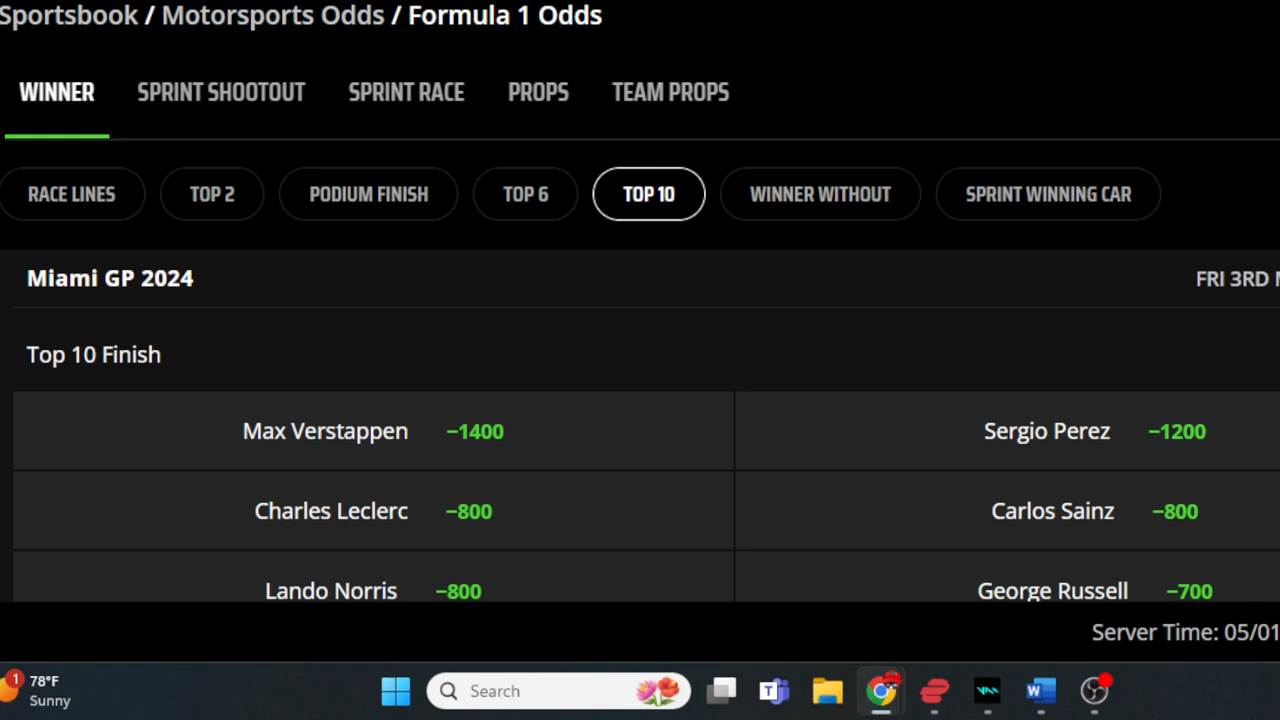 Sportsbook / Motorsports Odds / Formula 1 Odds
WINNER SPRINT SHOOTOUT SPRINT RACE PROPS TEAM PROPS
RACE LINES TOP 2 PODIUM FINISH TOP 6 TOP 10 WINNER WITHOUT SPRINT WINNING CAR
Miami GP 2024 FRI 3RD
Top 10 Finish
Max Verstappen −1400 Sergio Perez −1200
Charles Leclerc −800 Carlos Sainz −800
Lando Norris −800 George Russell −700
Server Time: 05/01
1 78°F
Sunny
Search